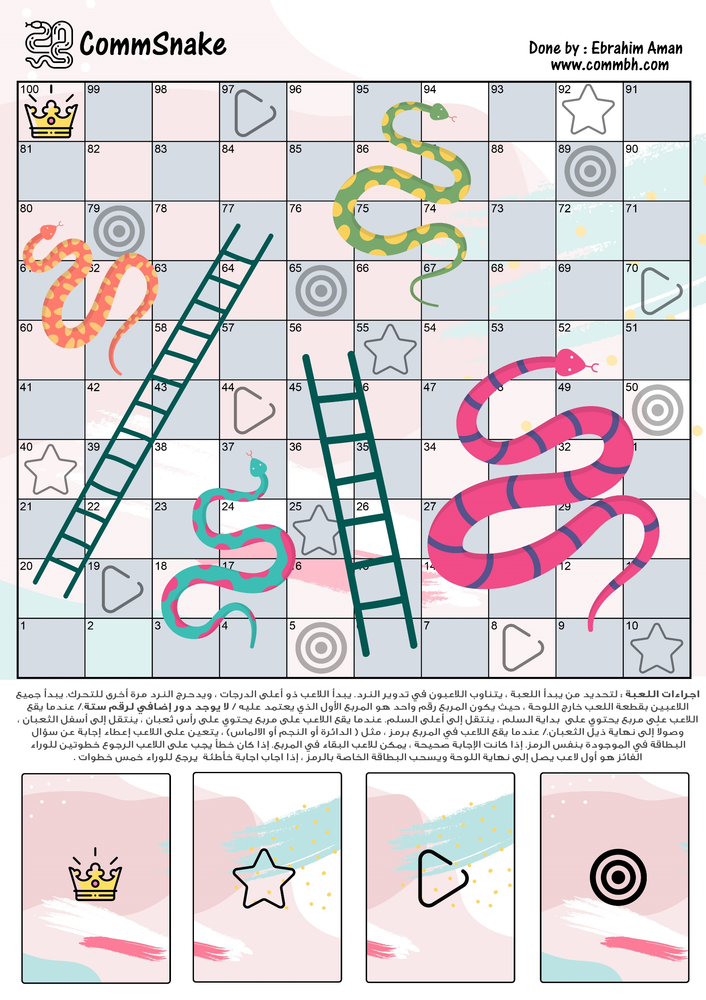 CommSnake
Done by : Ebrahim Aman
www.commbh.com
100 99 98 97 96 95 94 93 92 91
81 82 83 84 85 86 88 89 90
80 79 78 77 76 75 74 73 72 71
63 64 65 66 67 68 69 70
60 58 57 56 55 54 53 52 51
41 42 43 44 45 47 49 50
40 39 38 37 36 35 34 32
21 22 23 24 25 26 27 29
20 19 18 17 12
1 2 3 4 5 7 8 9 10
اجراءات اللعبة : لتحديد من يبدأ اللعبة ، يتناوب اللاعبون في تدوير النرد. يبدأ اللاعب ذو أعلى الدرجات ، ويدحرج النرد مرة أخرى للتحرك. يبدأ جميع
اللاعبين بقطعة اللعب خارج اللوحة ، حيث يكون المربع رقم واحد هو المربع الأول الذي يعتمد عليه / لا يوجد دور إضافي لرقم ستة./ عندما يقع
اللاعب على مربع يحتوي على بداية السلم ، ينتقل إلى أعلى السلم. عندما يقع اللاعب على مربع يحتوي على رأس ثعبان ، ينتقل إلى أسفل الثعبان ،
وصولاً إلى نهاية ذيل الثعبان./ عندما يقع اللاعب في المربع برمز ، مثل ( الدائرة أو النجم أو الالماس) ، يتعين على اللاعب إعطاء إجابة عن سؤال
البطاقة في الموجودة بنفس الرمز. إذا كانت الإجابة صحيحة ، يمكن للاعب البقاء في المربع. إذا كان خطأ يجب على اللاعب الرجوع خطوتين للوراء
الفائز هو أول لاعب يصل إلى نهاية اللوحة ويسحب البطاقة الخاصة بالرمز ، إذا اجاب اجابة خأطئة يرجع للوراء خمس خطوات .